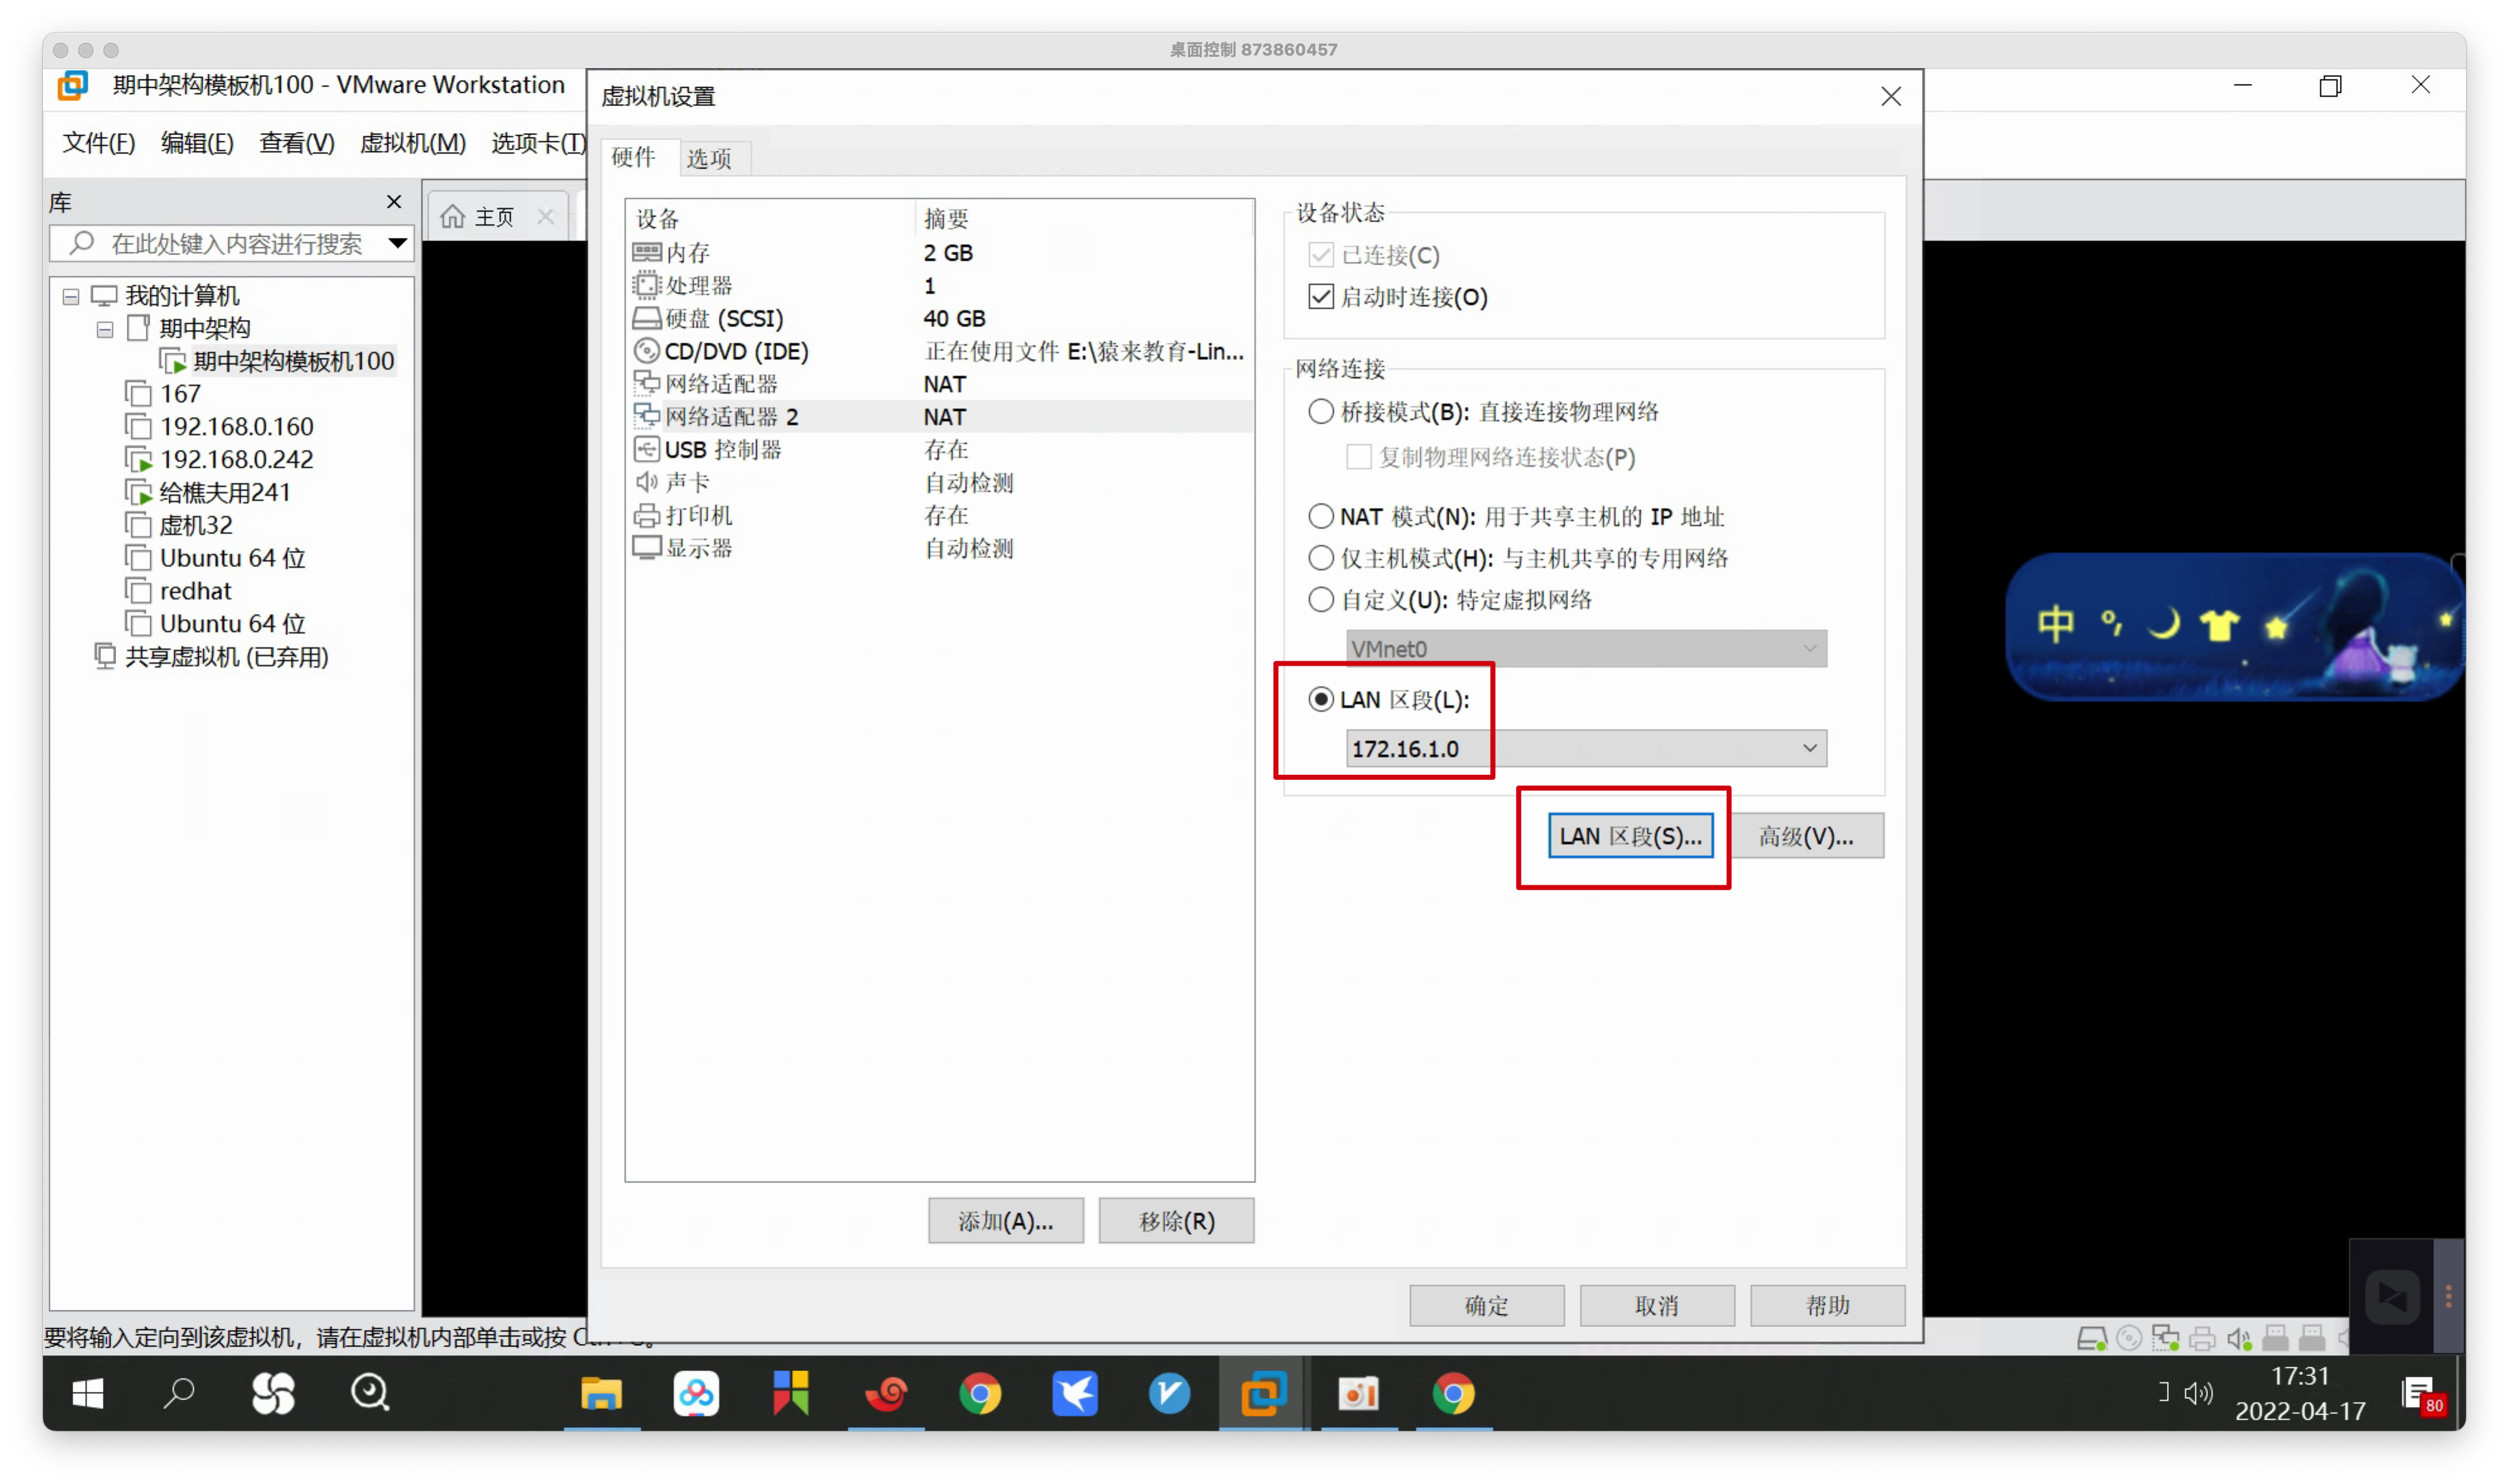 桌面控制 873860457
期中架构模板机100 - VMware Workstation
文件(F) 编辑(E) 查看(V) 虚拟机(M) 选项卡(T)
库
在此处键入内容进行搜索
我的计算机
期中架构
期中架构模板机100
167
192.168.0.160
192.168.0.242
给樵夫用241
虚机32
Ubuntu 64 位
redhat
Ubuntu 64 位
共享虚拟机 (已弃用)
主页
虚拟机设置
硬件 选项
设备 摘要
内存 2 GB
处理器 1
硬盘 (SCSI) 40 GB
CD/DVD (IDE) 正在使用文件 E:\猿来教育-Lin...
网络适配器 NAT
网络适配器 2 NAT
USB 控制器 存在
声卡 自动检测
打印机 存在
显示器 自动检测
添加(A)... 移除(R)
设备状态
已连接(C)
启动时连接(O)
网络连接
桥接模式(B): 直接连接物理网络
复制物理网络连接状态(P)
NAT 模式(N): 用于共享主机的 IP 地址
仅主机模式(H): 与主机共享的专用网络
自定义(U): 特定虚拟网络
VMnet0
LAN 区段(L):
172.16.1.0
LAN 区段(S)... 高级(V)...
确定 取消 帮助
中
要将输入定向到该虚拟机，请在虚拟机内部单击或按
17:31
2022-04-17
80